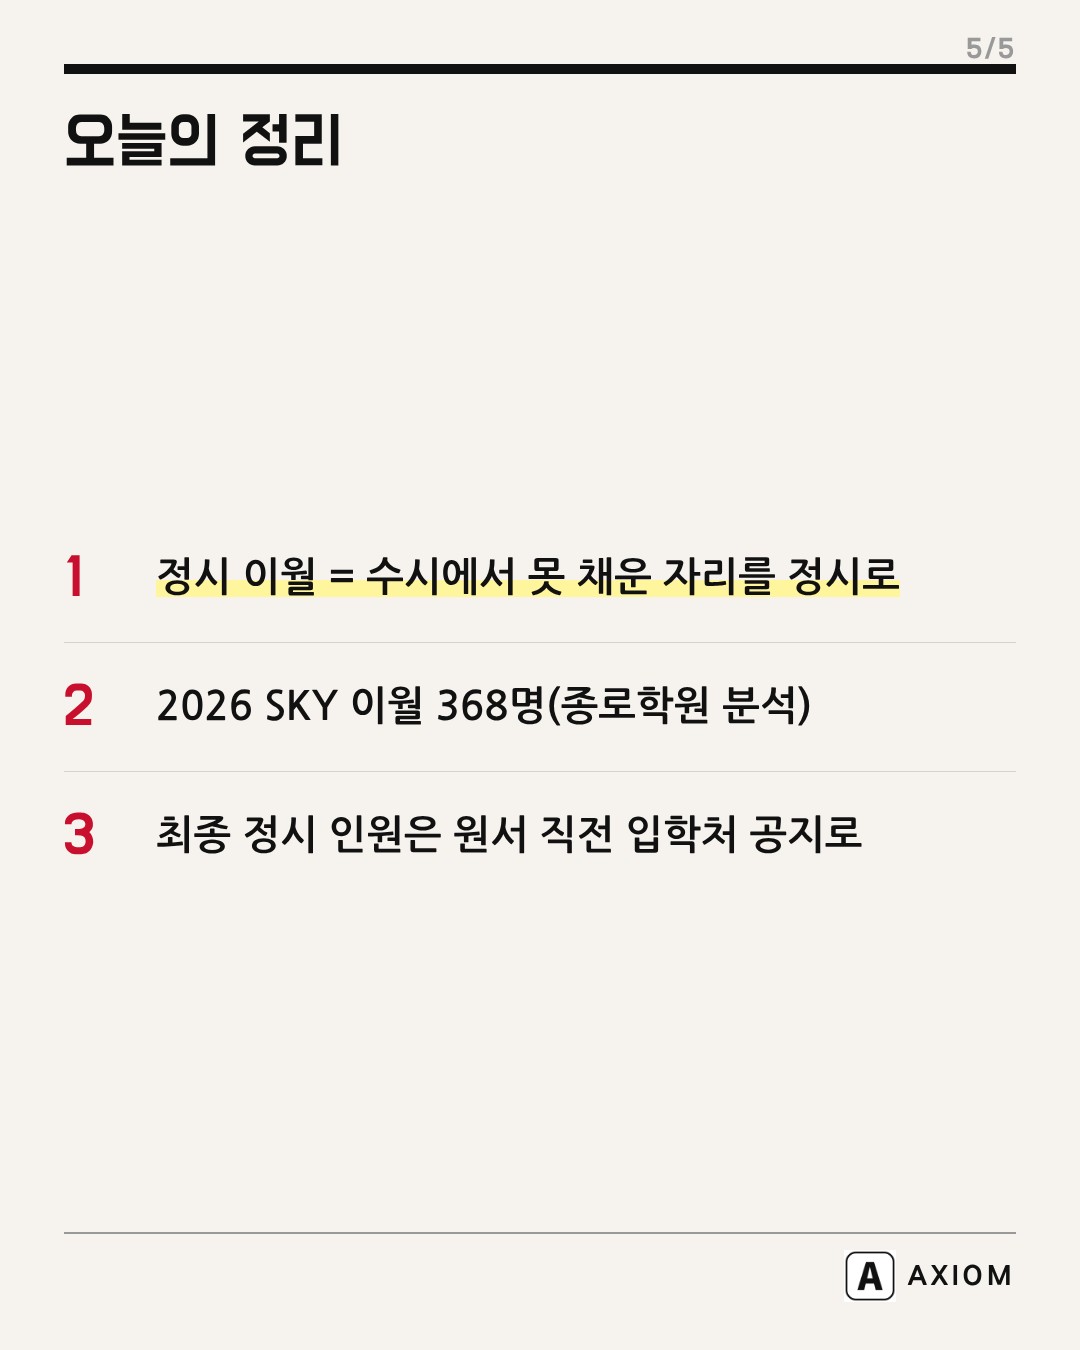 5/5
오늘의 정리
1 정시 이월 = 수시에서 못 채운 자리를 정시로
2 2026 SKY 이월 368명(종로학원 분석)
3 최종 정시 인원은 원서 직전 입학처 공지로
A AXIOM